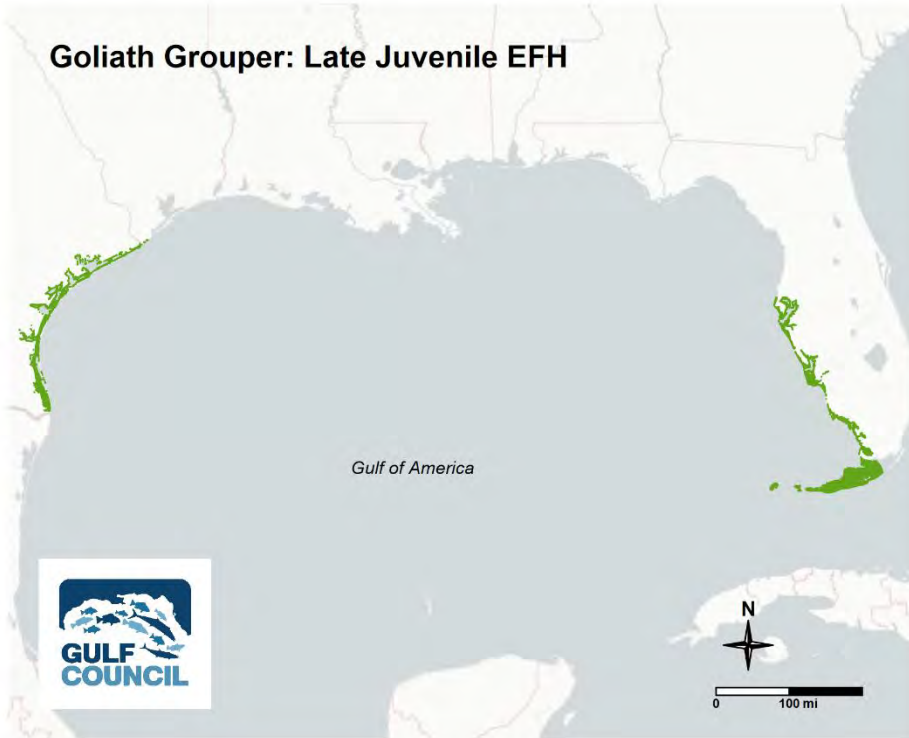 Goliath Grouper: Late Juvenile EFH
Gulf of America
GULF
COUNCIL
N
0 100 mi